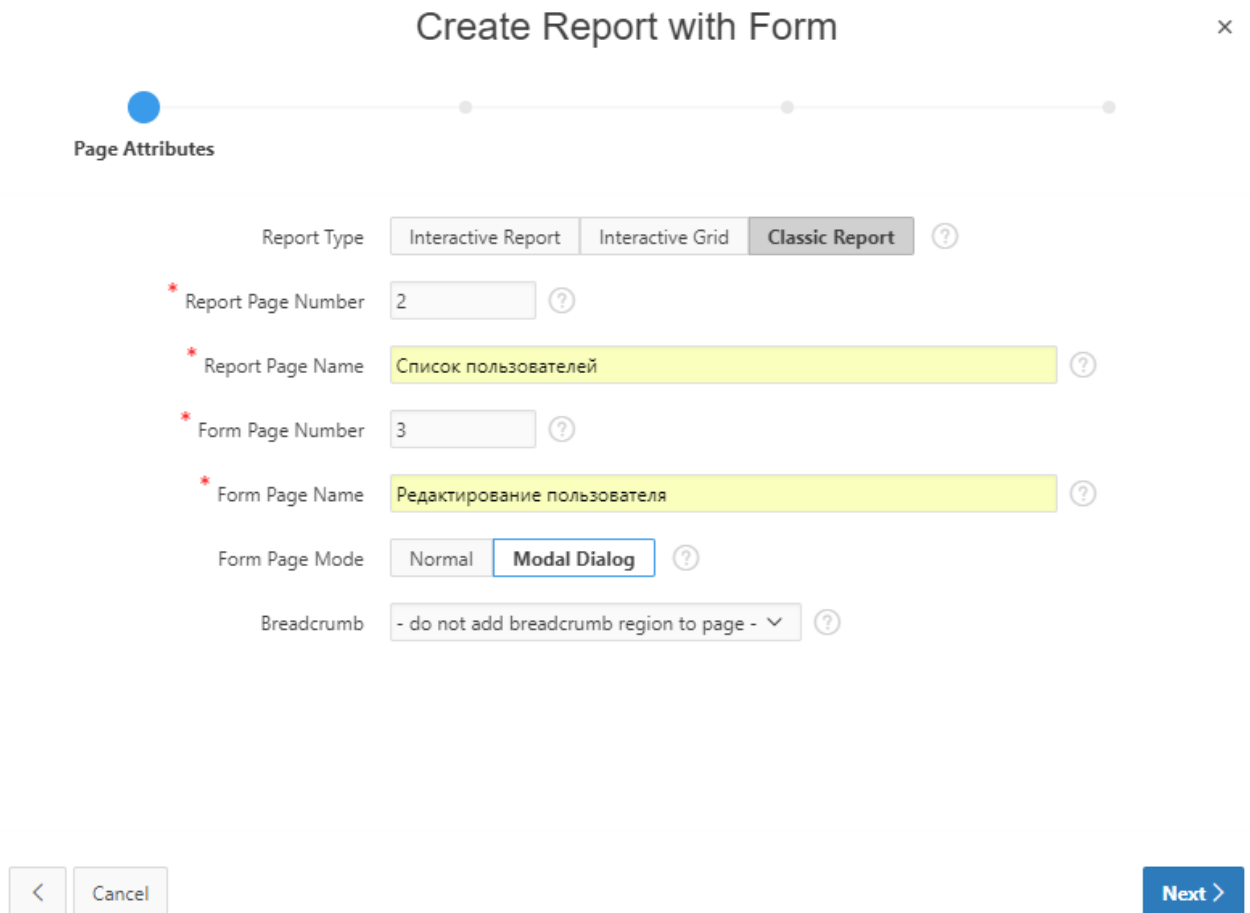 Create Report with Form
Page Attributes
Report Type Interactive Report Interactive Grid Classic Report ?
* Report Page Number 2 ?
* Report Page Name Список пользователей ?
* Form Page Number 3 ?
* Form Page Name Редактирование пользователя ?
Form Page Mode Normal Modal Dialog ?
Breadcrumb - do not add breadcrumb region to page - ?
Cancel Next